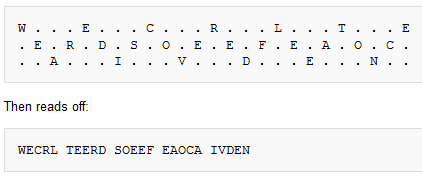 W . . . E . . . C . . . R . . . L . . . T . . . E
. E . R . D . S . O . E . E . F . E . A . O . C .
. . A . . . I . . . V . . . D . . . E . . . N . .
Then reads off:
WECRL TEERD SOEEF EAOCA IVDEN